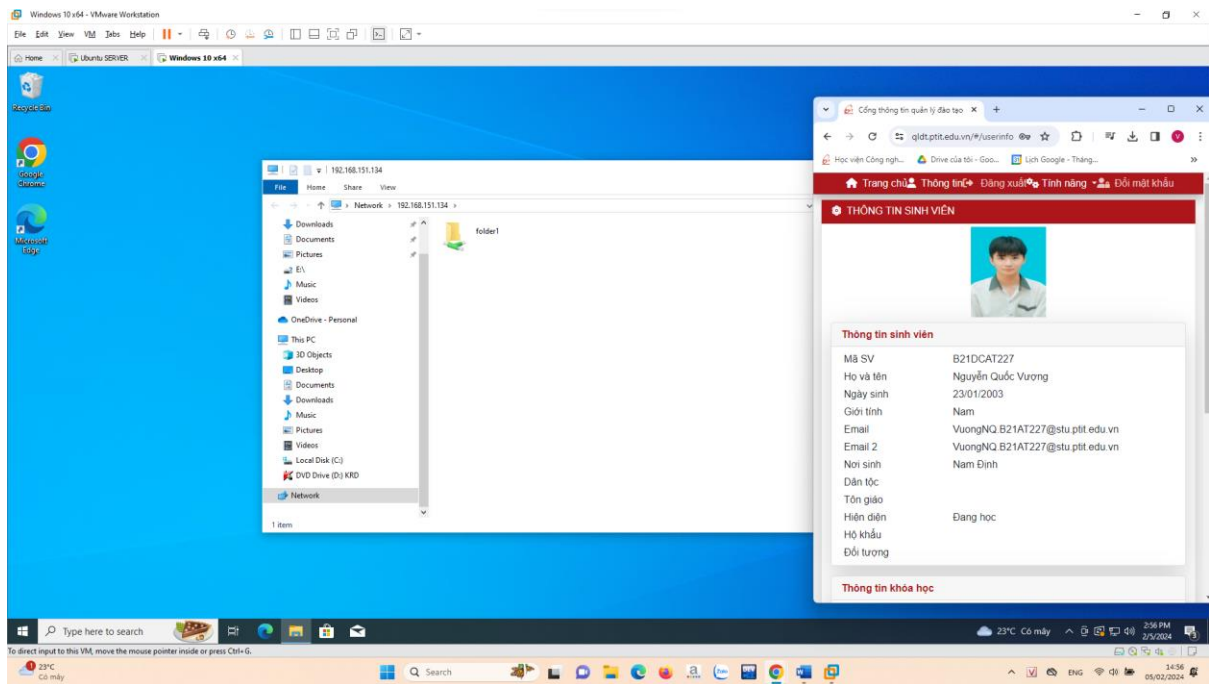 Windows 10 x64 - VMware Workstation
File Edit View VM Tabs Help
Home Ubuntu SERVER Windows 10 x64
Recycle Bin
Google Chrome
Microsoft Edge
192.168.151.134
File Home Share View
Network > 192.168.151.134 >
Downloads
Documents
Pictures
E:\
Music
Videos
OneDrive - Personal
This PC
3D Objects
Desktop
Documents
Downloads
Music
Pictures
Videos
Local Disk (C:)
DVD Drive (D:) KRD
Network
1 item
folder1
Cổng thông tin quản lý đào tạo
qldt.ptit.edu.vn/#/userinfo
Học viện Công ngh... Drive của tôi - Goo... Lịch Google - Tháng...
Trang chủ Thông tin Đăng xuất Tính năng Đổi mật khẩu
THÔNG TIN SINH VIÊN
Thông tin sinh viên
Mã SV B21DCAT227
Họ và tên Nguyễn Quốc Vượng
Ngày sinh 23/01/2003
Giới tính Nam
Email VuongNQ.B21AT227@stu.ptit.edu.vn
Email 2 VuongNQ.B21AT227@stu.ptit.edu.vn
Nơi sinh Nam Định
Dân tộc
Tôn giáo
Hiện diện Đang học
Hộ khẩu
Đối tượng
Thông tin khóa học
Type here to search
23°C Có mây
2:56 PM
2/5/2024
To direct input to this VM, move the mouse pointer inside or press Ctrl+G.
23°C
Có mây
Search
ENG
14:56
05/02/2024